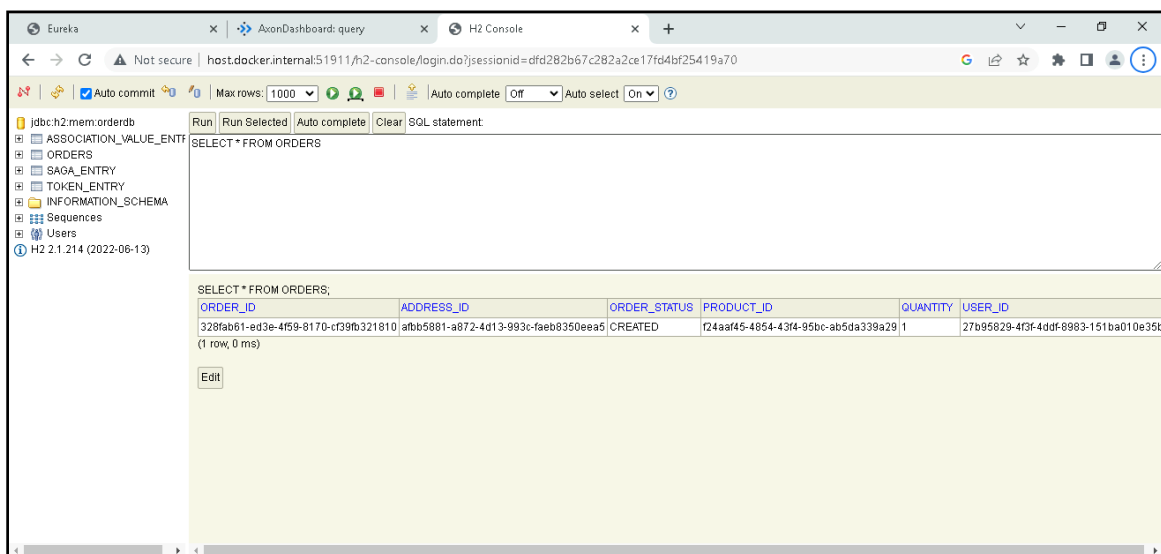 Eureka
AxonDashboard: query
H2 Console
Not secure
host.docker.internal:51911/h2-console/login.do?jsessionid=dfd282b67c282a2ce17fd4bf25419a70
Auto commit
Max rows: 1000
Auto complete Off
Auto select On
jdbc:h2:mem:orderdb
ASSOCIATION_VALUE_ENTR
ORDERS
SAGA_ENTRY
TOKEN_ENTRY
INFORMATION_SCHEMA
Sequences
Users
H2 2.1.214 (2022-06-13)
Run Run Selected Auto complete Clear SQL statement:
SELECT * FROM ORDERS
SELECT * FROM ORDERS;
ORDER_ID ADDRESS_ID ORDER_STATUS PRODUCT_ID QUANTITY USER_ID
328fab61-ed3e-4f59-8170-cf39fb321810 afbb5881-a872-4d13-993c-faeb8350eea5 CREATED f24aaf45-4854-43f4-95bc-ab5da339a29 1 27b95829-4f3f-4ddf-8983-151ba010e35b
(1 row, 0 ms)
Edit